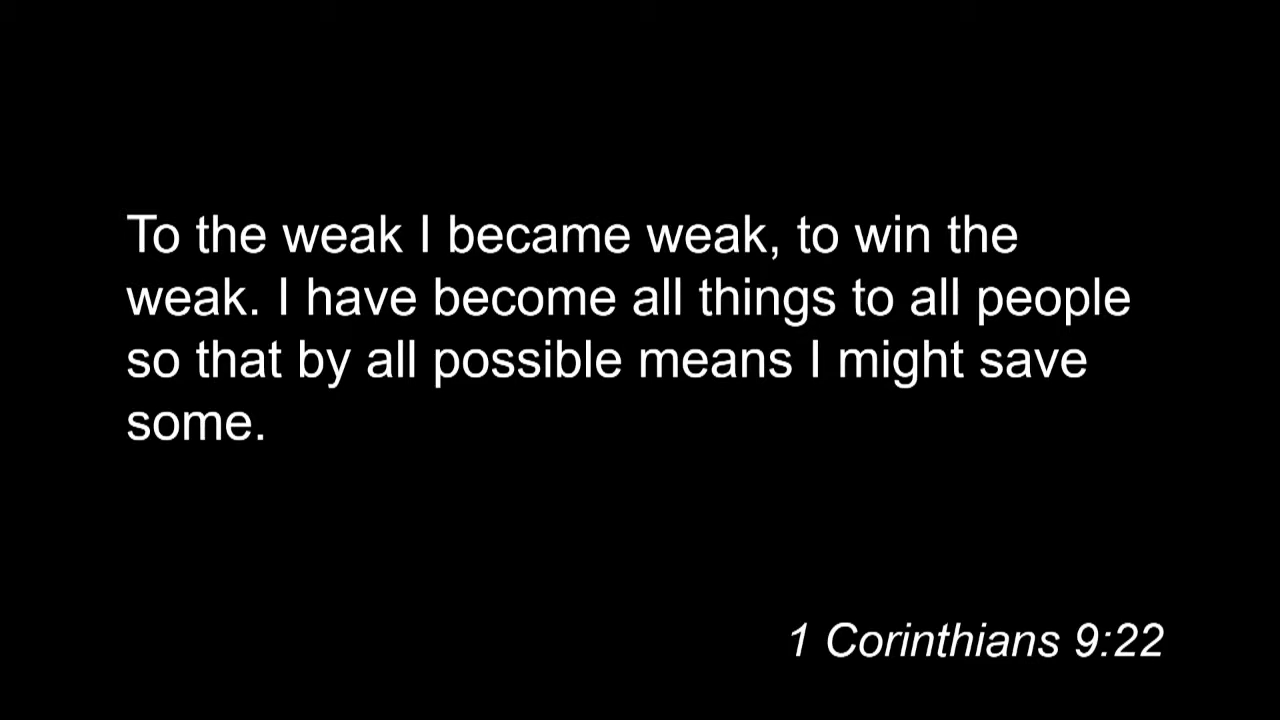 To the weak I became weak, to win the
weak. I have become all things to all people
so that by all possible means I might save
some.
1 Corinthians 9:22